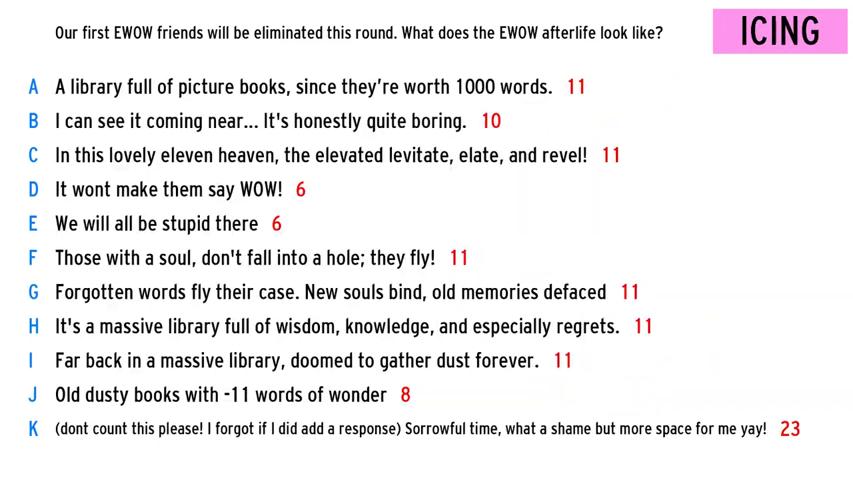 Our first EWOW friends will be eliminated this round. What does the EWOW afterlife look like?
ICING
A A library full of picture books, since they're worth 1000 words. 11
B I can see it coming near... It's honestly quite boring. 10
C In this lovely eleven heaven, the elevated levitate, elate, and revel! 11
D It wont make them say WOW! 6
E We will all be stupid there 6
F Those with a soul, don't fall into a hole; they fly! 11
G Forgotten words fly their case. New souls bind, old memories defaced 11
H It's a massive library full of wisdom, knowledge, and especially regrets. 11
I Far back in a massive library, doomed to gather dust forever. 11
J Old dusty books with -11 words of wonder 8
K (dont count this please! I forgot if I did add a response) Sorrowful time, what a shame but more space for me yay! 23